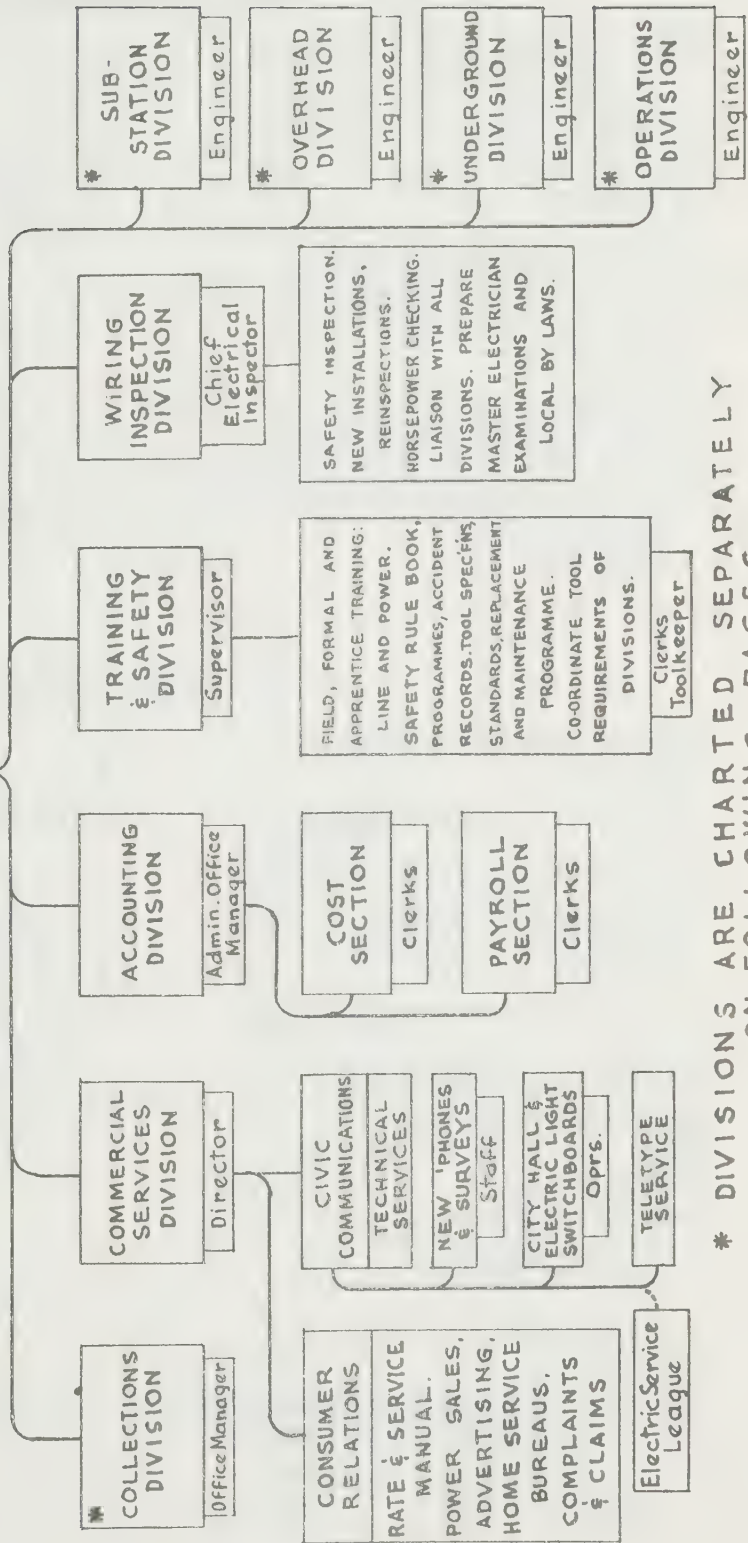 *
COLLECTIONS
DIVISION
Office Manager
COMMERCIAL
SERVICES
DIVISION
Director
CONSUMER
RELATIONS
RATE & SERVICE
MANUAL.
POWER SALES,
ADVERTISING,
HOME SERVICE
BUREAUS,
COMPLAINTS
& CLAIMS
CIVIC
COMMUNICATIONS
TECHNICAL
SERVICES
NEW 'PHONES
& SURVEYS
Staff
CITY HALL &
ELECTRIC LIGHT
SWITCHBOARDS
Oprs.
TELETYPE
SERVICE
Electric Service
League
ACCOUNTING
DIVISION
Admin. Office
Manager
COST
SECTION
Clerks
PAYROLL
SECTION
Clerks
TRAINING
& SAFETY
DIVISION
Supervisor
FIELD, FORMAL AND
APPRENTICE TRAINING:
LINE AND POWER.
SAFETY RULE BOOK,
PROGRAMMES, ACCIDENT
RECORDS. TOOL SPEC'F'NS,
STANDARDS, REPLACEMENT
AND MAINTENANCE
PROGRAMME.
CO-ORDINATE TOOL
REQUIREMENTS OF
DIVISIONS.
Clerks
Toolkeeper
WiRING
INSPECTION
DIVISION
Chief
Electrical
Inspector
SAFETY INSPECTION.
NEW INSTALLATIONS,
REINSPECTIONS.
HORSEPOWER CHECKING.
LIAISON WITH ALL
DIVISIONS. PREPARE
MASTER ELECTRICIAN
EXAMINATIONS AND
LOCAL BY LAWS.
*
SUB-
STATION
DIVISION
Engineer
*
OVERHEAD
DIVISION
Engineer
*
UNDERGROUND
DIVISION
Engineer
*
OPERATIONS
DIVISION
Engineer
* DIVISIONS ARE CHARTED SEPARATELY
ON FOLLOWING PAGES